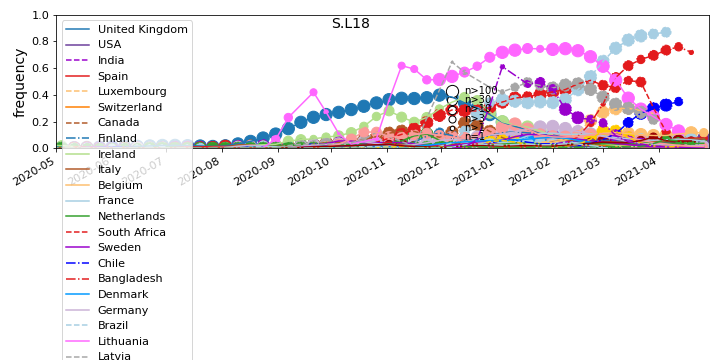 S.L18
frequency
1.0
0.8
0.6
0.4
0.2
0.0
United Kingdom
USA
India
Spain
Luxembourg
Switzerland
Canada
Finland
Ireland
Italy
Belgium
France
Netherlands
South Africa
Sweden
Chile
Bangladesh
Denmark
Germany
Brazil
Lithuania
Latvia
n>100
n>30
n>10
n>3
2020-05
2020-06
2020-07
2020-08
2020-09
2020-10
2020-11
2020-12
2021-01
2021-02
2021-03
2021-04